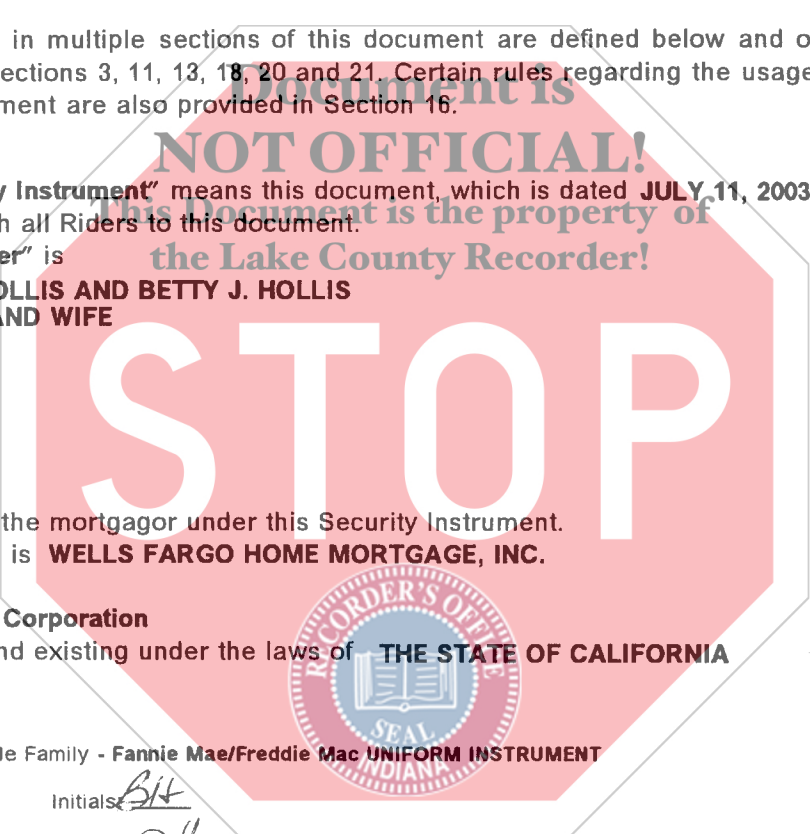 in multiple sections of this document are defined below and o
ections 3, 11, 13, 18, 20 and 21. Certain rules regarding the usage
ment are also provided in Section 16.
Document is
NOT OFFICIAL!
y Instrument" means this document, which is dated JULY 11, 2003
This Document is the property of
h all Riders to this document.
er" is
the Lake County Recorder!
OLLIS AND BETTY J. HOLLIS
AND WIFE
STOP
the mortgagor under this Security Instrument.
is WELLS FARGO HOME MORTGAGE, INC.
Corporation
nd existing under the laws of THE STATE OF CALIFORNIA
RECORDER'S OFFICE
SEAL
INDIANA
le Family - Fannie Mae/Freddie Mac UNIFORM INSTRUMENT
Initials: BJH